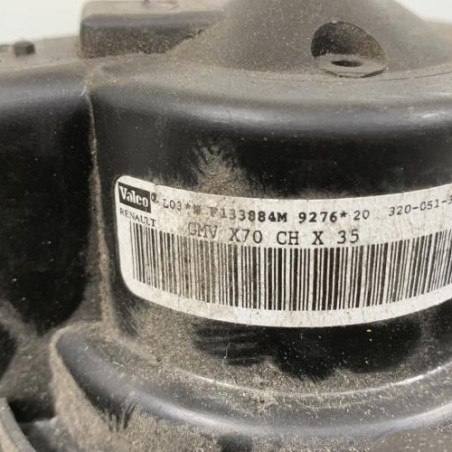 Valeo L03*W F133884M 9276*20 320-051-3
RENAULT GMV X70 CH X 35